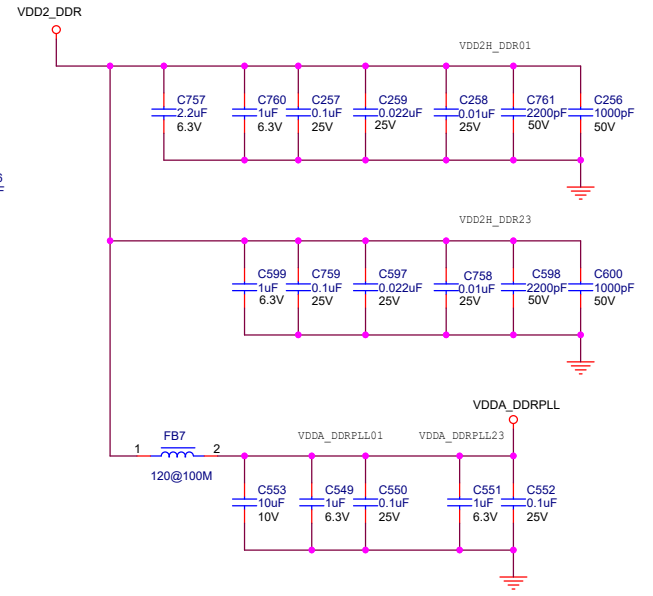 VDD2_DDR
VDD2H_DDR01
C757
2.2uF
6.3V
C760
1uF
6.3V
C257
0.1uF
25V
C259
0.022uF
25V
C258
0.01uF
25V
C761
2200pF
50V
C256
1000pF
50V
6
F
VDD2H_DDR23
C599
1uF
6.3V
C759
0.1uF
25V
C597
0.022uF
25V
C758
0.01uF
25V
C598
2200pF
50V
C600
1000pF
50V
VDDA_DDRPLL
FB7
1
2
120@100M
VDDA_DDRPLL01
VDDA_DDRPLL23
C553
10uF
10V
C549
1uF
6.3V
C550
0.1uF
25V
C551
1uF
6.3V
C552
0.1uF
25V